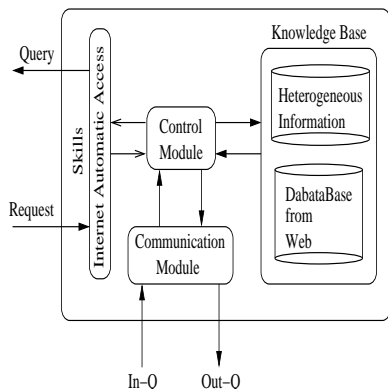 Knowledge Base
Query
Heterogeneous
Information
Internet Automatic Access
Skills
Control
Module
DabataBase
from
Web
Request
Communication
Module
In-Q
Out-Q